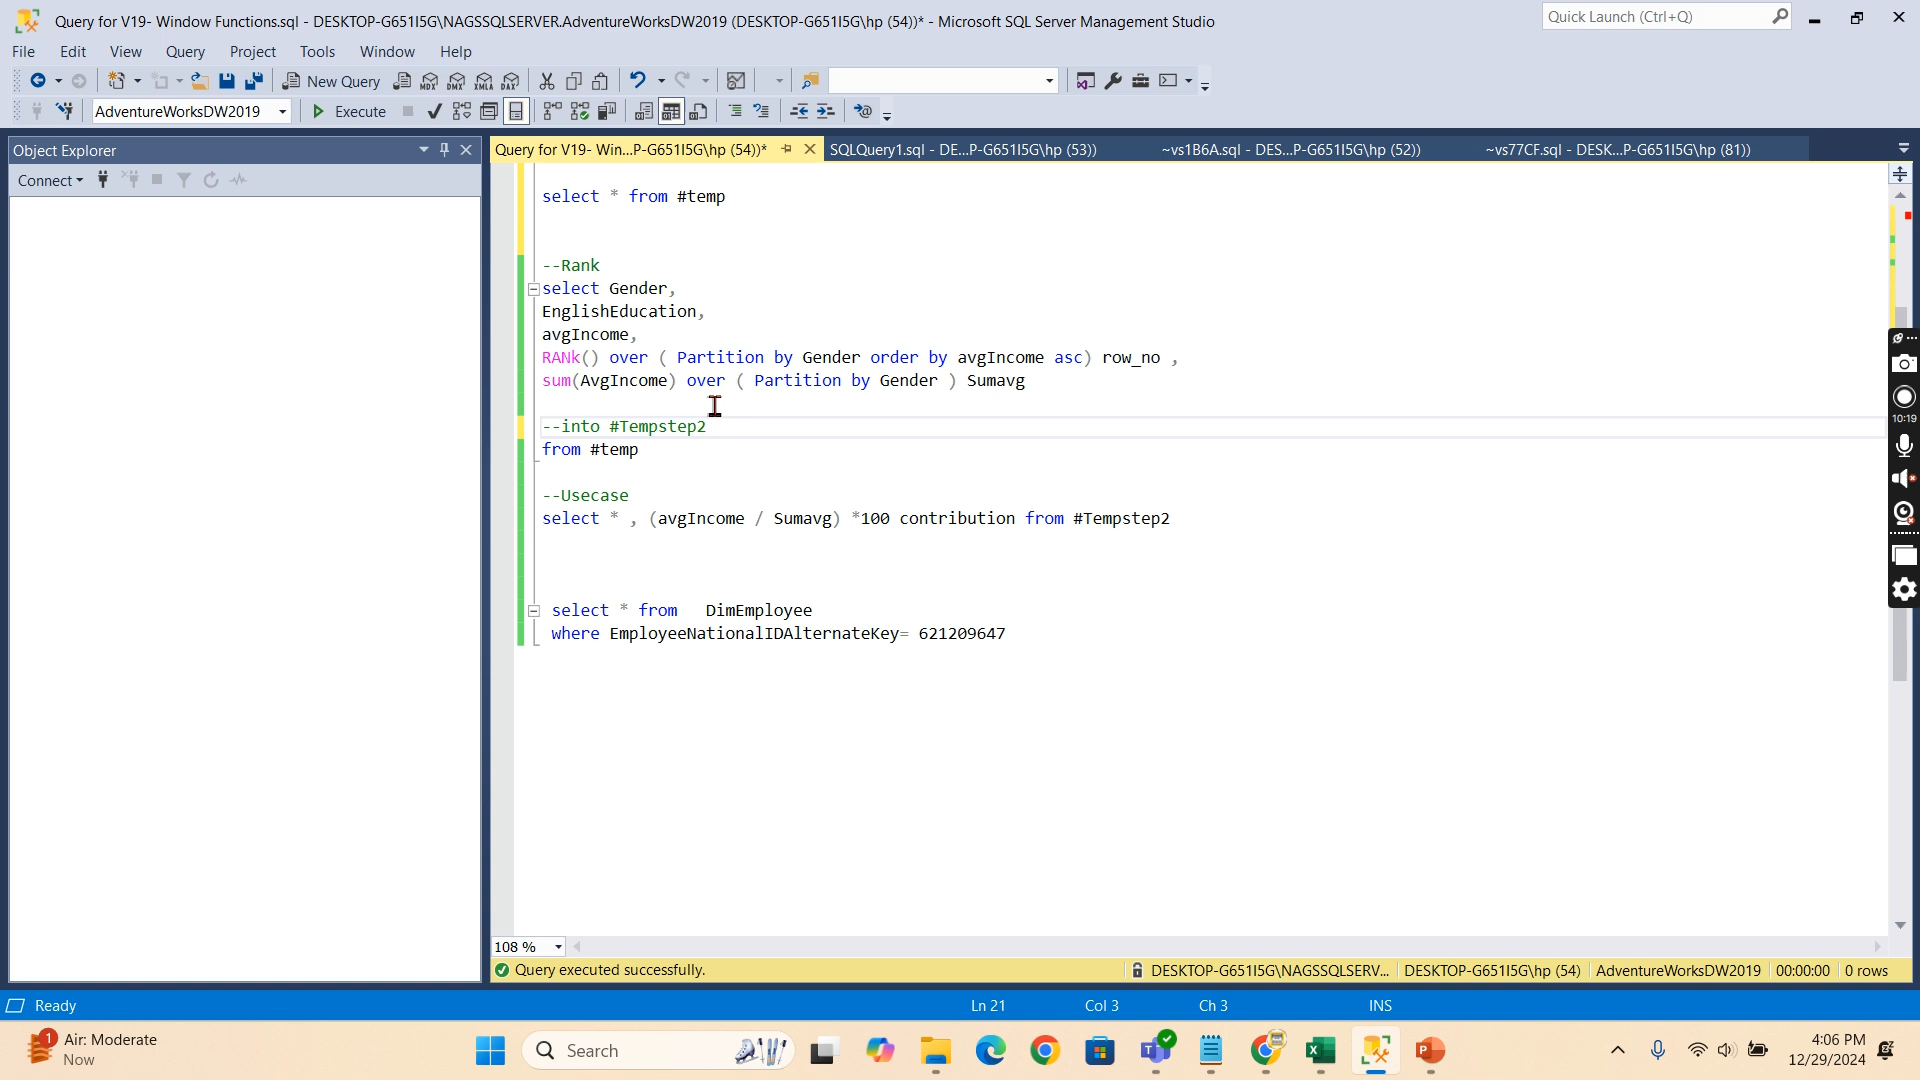 Query for V19- Window Functions.sql - DESKTOP-G651I5G\NAGSSQLSERVER.AdventureWorksDW2019 (DESKTOP-G651I5G\hp (54))* - Microsoft SQL Server Management Studio
Quick Launch (Ctrl+Q)
File Edit View Query Project Tools Window Help
New Query MDX DMX XMLA DAX
AdventureWorksDW2019 Execute
Object Explorer
Query for V19- Win...P-G651I5G\hp (54))* SQLQuery1.sql - DE...P-G651I5G\hp (53)) ~vs1B6A.sql - DES...P-G651I5G\hp (52)) ~vs77CF.sql - DESK...P-G651I5G\hp (81))
Connect
select * from #temp
--Rank
select Gender,
EnglishEducation,
avgIncome,
RANk() over ( Partition by Gender order by avgIncome asc) row_no ,
sum(AvgIncome) over ( Partition by Gender ) Sumavg
--into #Tempstep2
from #temp
--Usecase
select * , (avgIncome / Sumavg) *100 contribution from #Tempstep2
select * from   DimEmployee
where EmployeeNationalIDAlternateKey= 621209647
10:19
108 %
Query executed successfully.
DESKTOP-G651I5G\NAGSSQLSERV... DESKTOP-G651I5G\hp (54) AdventureWorksDW2019 00:00:00 0 rows
Ready Ln 21 Col 3 Ch 3 INS
1
Air: Moderate
Now
Search
4:06 PM
12/29/2024